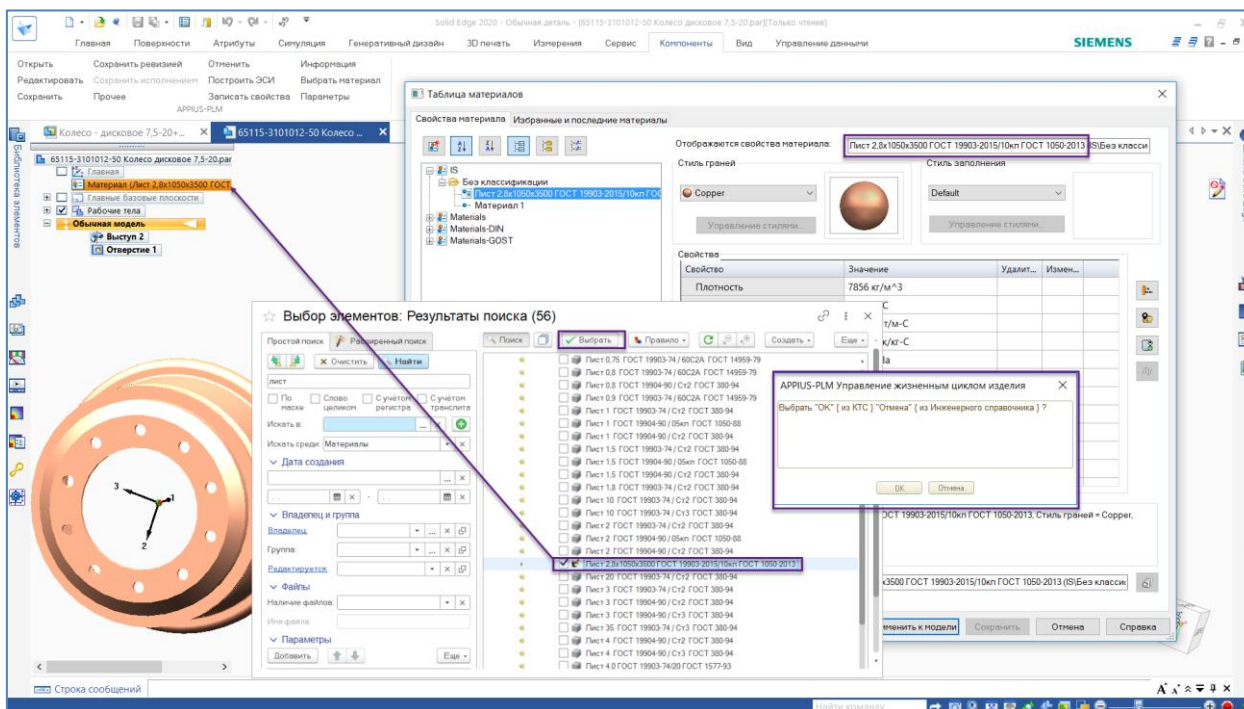 Solid Edge 2020 - Обычная деталь - [65115-3101012-50 Колесо дисковое 7,5-20.par][Только чтение]
Главная Поверхности Атрибуты Симуляция Генеративный дизайн 3D печать Измерения Сервис Компоненты Вид Управление данными
SIEMENS
Открыть Сохранить ревизией Отменить Информация
Редактировать Сохранить исполнением Построить ЭСИ Выбрать материал
Сохранить Прочее Записать свойства Параметры
APPIUS-PLM
Колесо - дисковое 7,5-20+...
65115-3101012-50 Колесо ...
Библиотека элементов
65115-3101012-50 Колесо дисковое 7,5-20.par
Главная
Материал (Лист 2,8х1050х3500 ГОСТ
Главные базовые плоскости
Рабочие тела
Обычная модель
Выступ 2
Отверстие 1
3
1
2
Таблица материалов
Свойства материала Избранные и последние материалы
IS
Без классификации
Лист 2,8х1050х3500 ГОСТ 19903-2015/10кп ГОС
Материал 1
Materials
Materials-DIN
Materials-GOST
Отображаются свойства материала: Лист 2,8х1050х3500 ГОСТ 19903-2015/10кп ГОСТ 1050-2013 (IS\Без класси
Стиль граней Стиль заполнения
Copper Default
Управление стилями... Управление стилями...
Свойства
Свойство Значение Удалит... Измен...
Плотность 7856 кг/м^3
С
т/м-С
к/кг-С
ОСТ 19903-2015/10кп ГОСТ 1050-2013, Стиль граней = Copper,
х3500 ГОСТ 19903-2015/10кп ГОСТ 1050-2013 (IS\Без классик
именить к модели Сохранить Отмена Справка
Выбор элементов: Результаты поиска (56)
Простой поиск Расширенный поиск
Очистить Найти
лист
По маске Слово целиком С учётом регистра С учётом транслита
Искать в:
Искать среди: Материалы
Дата создания
Владелец и группа
Владелец:
Группа:
Редактируется:
Файлы
Наличие файлов:
Имя файла:
Параметры
Добавить Еще
Поиск Выбрать Правило Создать Еще
Лист 0,75 ГОСТ 19903-74 / 60С2А ГОСТ 14959-79
Лист 0,8 ГОСТ 19903-74 / 60С2А ГОСТ 14959-79
Лист 0,8 ГОСТ 19904-90 / Ст2 ГОСТ 380-94
Лист 0,9 ГОСТ 19903-74 / 60С2А ГОСТ 14959-79
Лист 1 ГОСТ 19903-74 / Ст2 ГОСТ 380-94
Лист 1 ГОСТ 19904-90 / 05кп ГОСТ 1050-88
Лист 1 ГОСТ 19904-90 / Ст2 ГОСТ 380-94
Лист 1,5 ГОСТ 19903-74 / Ст2 ГОСТ 380-94
Лист 1,5 ГОСТ 19904-90 / 05кп ГОСТ 1050-88
Лист 1,5 ГОСТ 19904-90 / Ст2 ГОСТ 380-94
Лист 1,8 ГОСТ 19903-74 / Ст2 ГОСТ 380-94
Лист 10 ГОСТ 19903-74 / Ст2 ГОСТ 380-94
Лист 10 ГОСТ 19903-74 / Ст3 ГОСТ 380-94
Лист 2 ГОСТ 19903-74 / Ст2 ГОСТ 380-94
Лист 2 ГОСТ 19904-90 / 05кп ГОСТ 1050-88
Лист 2 ГОСТ 19904-90 / Ст2 ГОСТ 380-94
Лист 2,8х1050х3500 ГОСТ 19903-2015/10кп ГОСТ 1050-2013
Лист 20 ГОСТ 19903-74 / Ст2 ГОСТ 380-94
Лист 3 ГОСТ 19903-74 / Ст2 ГОСТ 380-94
Лист 3 ГОСТ 19904-90 / Ст2 ГОСТ 380-94
Лист 3 ГОСТ 19904-90 / Ст3 ГОСТ 380-94
Лист 35 ГОСТ 19903-74 / Ст3 ГОСТ 380-94
Лист 4 ГОСТ 19904-90 / Ст2 ГОСТ 380-94
Лист 4 ГОСТ 19904-90 / Ст3 ГОСТ 380-94
Лист 4.0 ГОСТ 19903-74/20 ГОСТ 1577-93
APPIUS-PLM Управление жизненным циклом изделия
Выбрать "ОК" { из КТС } "Отмена" { из Инженерного справочника } ?
ОК Отмена
Строка сообщений
Найти команду